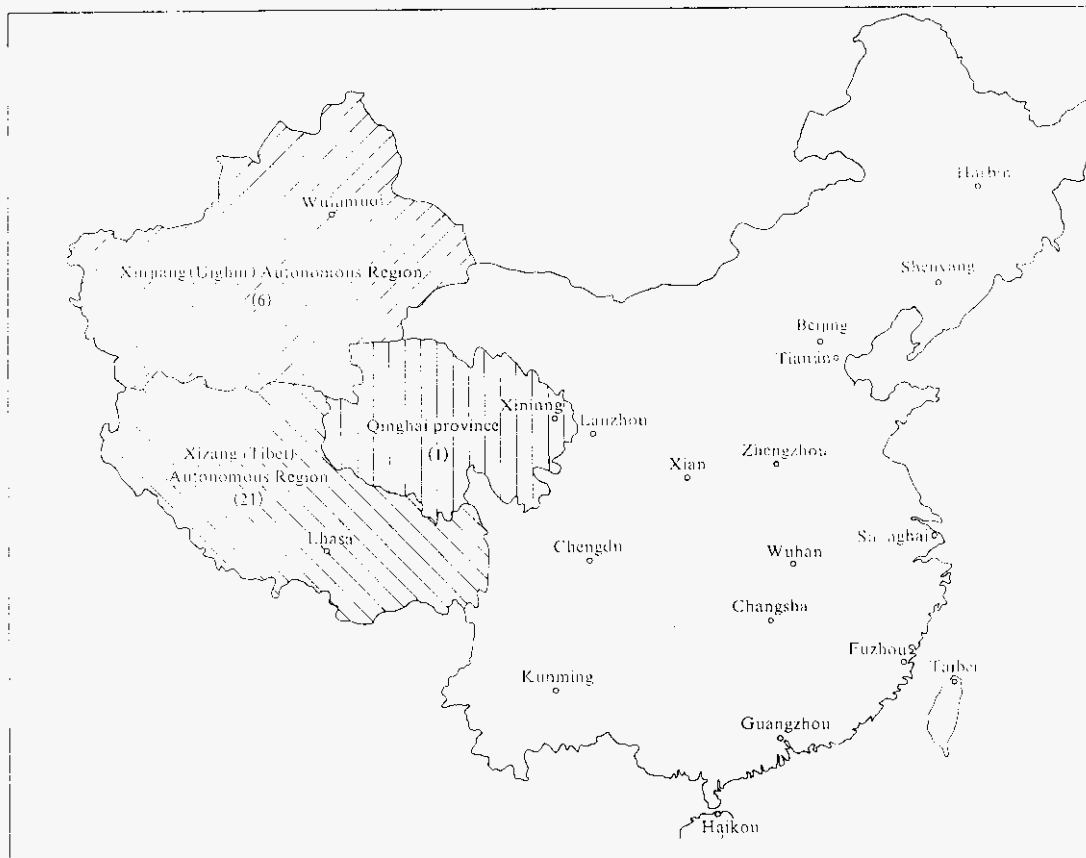 Harbin
Wulumuqi
Xinjiang (Uighur) Autonomous Region
(6)
Shenyang
Beijing
Tianjin
Xining
Qinghai province
(1)
Lanzhou
Xizang (Tibet)
Autonomous Region
(21)
Xian
Zhengzhou
Lhasa
Chengdu
Wuhan
Shanghai
Changsha
Fuzhou
Taibei
Kunming
Guangzhou
Haikou